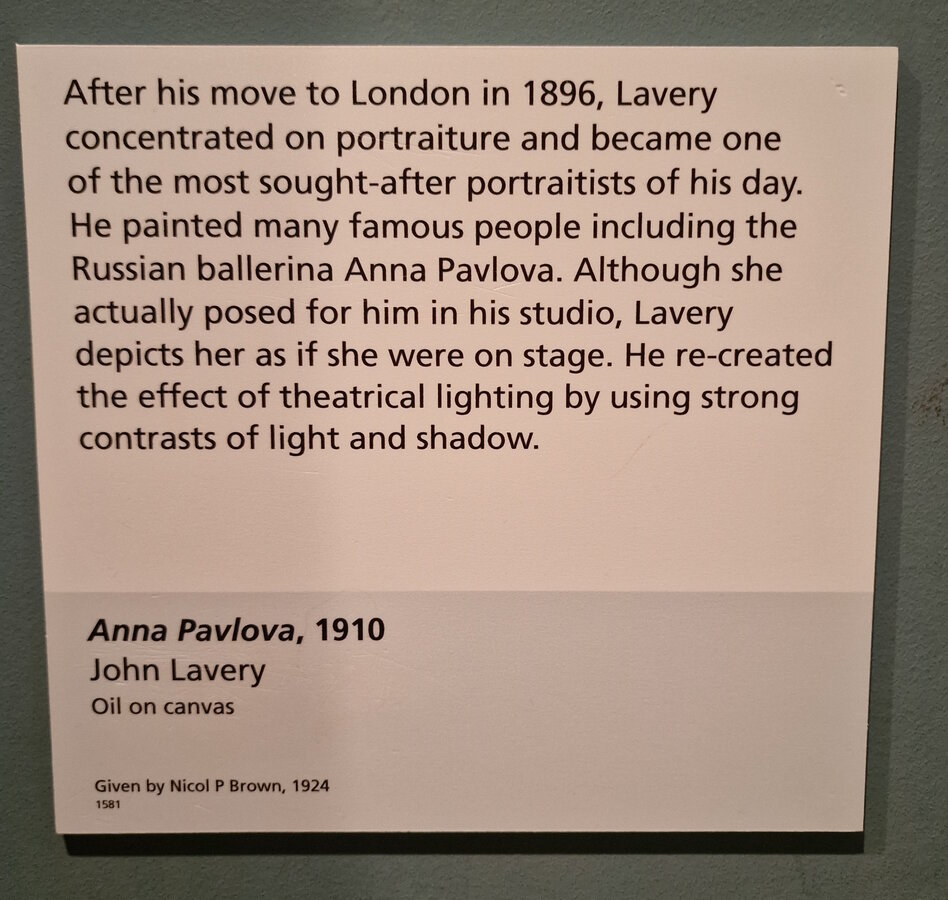 After his move to London in 1896, Lavery
concentrated on portraiture and became one
of the most sought-after portraitists of his day.
He painted many famous people including the
Russian ballerina Anna Pavlova. Although she
actually posed for him in his studio, Lavery
depicts her as if she were on stage. He re-created
the effect of theatrical lighting by using strong
contrasts of light and shadow.
Anna Pavlova, 1910
John Lavery
Oil on canvas
Given by Nicol P Brown, 1924
1581